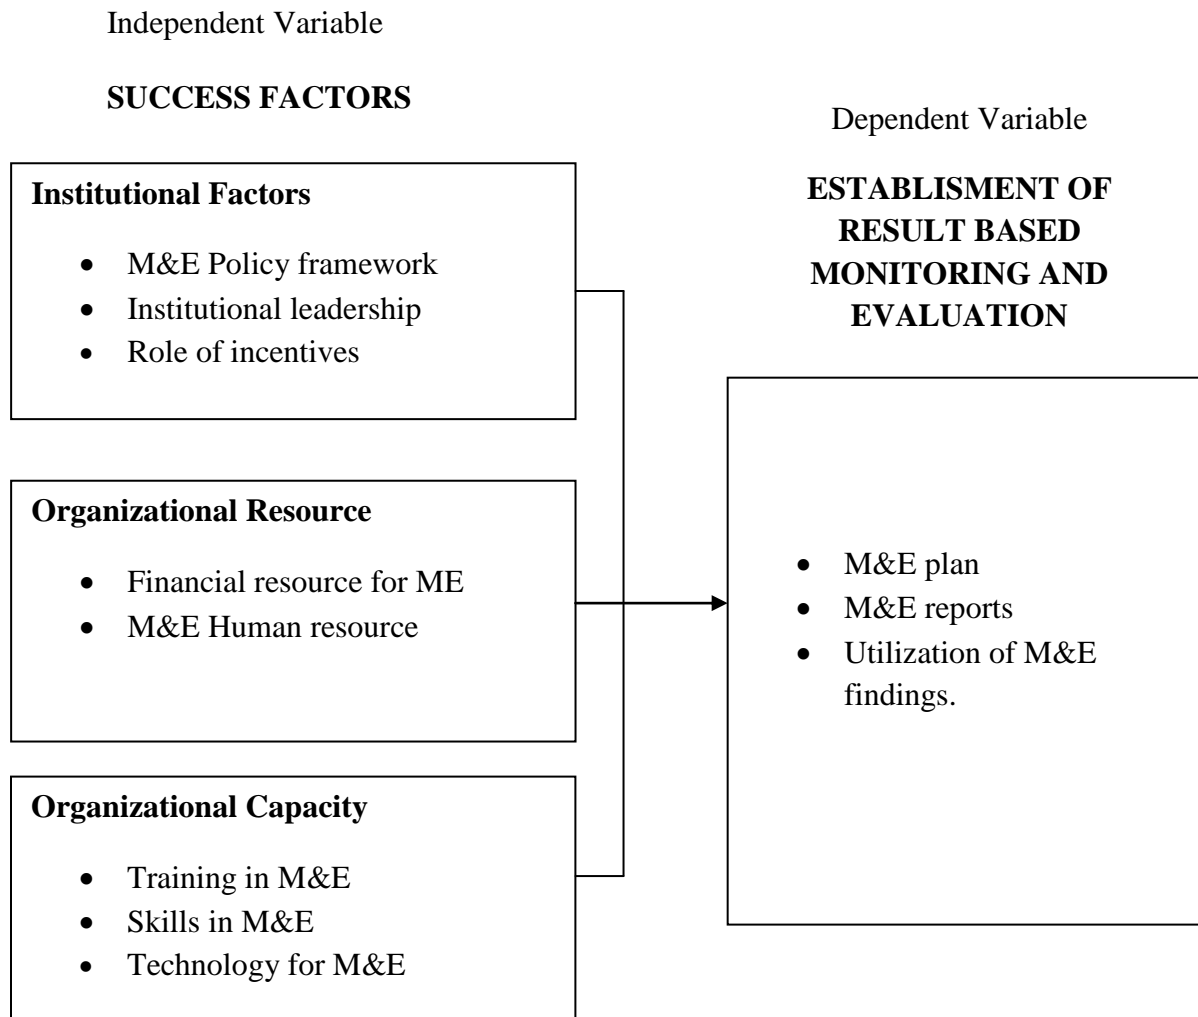 Independent Variable
SUCCESS FACTORS
Institutional Factors
• M&E Policy framework
• Institutional leadership
• Role of incentives
Organizational Resource
• Financial resource for ME
• M&E Human resource
Organizational Capacity
• Training in M&E
• Skills in M&E
• Technology for M&E
Dependent Variable
ESTABLISMENT OF
RESULT BASED
MONITORING AND
EVALUATION
• M&E plan
• M&E reports
• Utilization of M&E
findings.